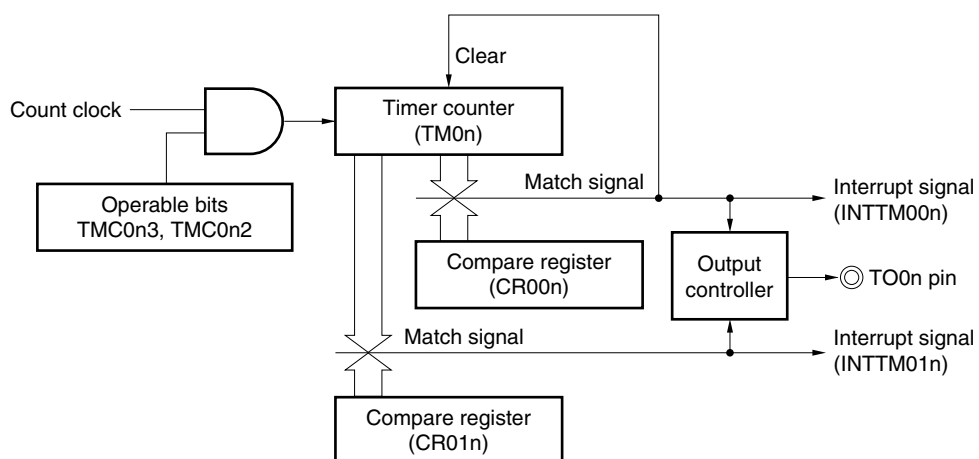 Clear
Count clock
Timer counter
(TM0n)
Operable bits
TMC0n3, TMC0n2
Match signal
Interrupt signal
(INTTM00n)
Compare register
(CR00n)
Output
controller
TO0n pin
Match signal
Interrupt signal
(INTTM01n)
Compare register
(CR01n)